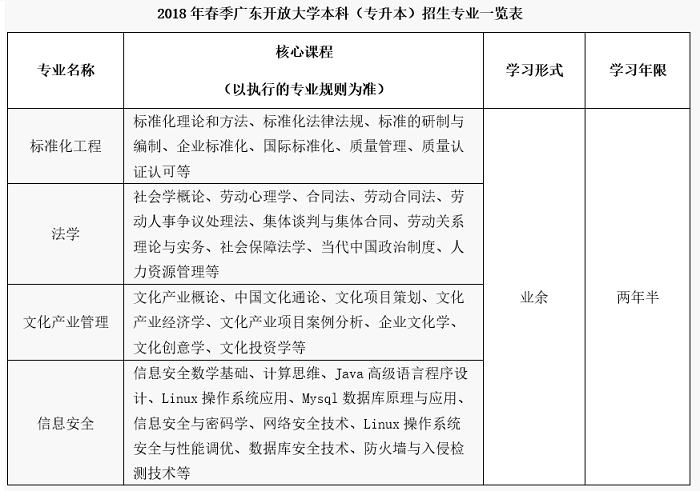 2018 年春季广东开放大学本科（专升本）招生专业一览表
专业名称
核心课程
（以执行的专业规则为准）
学习形式
学习年限
标准化工程
标准化理论和方法、标准化法律法规、标准的研制与
编制、企业标准化、国际标准化、质量管理、质量认
证认可等
法学
社会学概论、劳动心理学、合同法、劳动合同法、劳
动人事争议处理法、集体谈判与集体合同、劳动关系
理论与实务、社会保障法学、当代中国政治制度、人
力资源管理等
业余
两年半
文化产业管理
文化产业概论、中国文化通论、文化项目策划、文化
产业经济学、文化产业项目案例分析、企业文化学、
文化创意学、文化投资学等
信息安全
信息安全数学基础、计算思维、Java 高级语言程序设
计、Linux 操作系统应用、Mysql 数据库原理与应用、
信息安全与密码学、网络安全技术、Linux 操作系统
安全与性能调优、数据库安全技术、防火墙与入侵检
测技术等